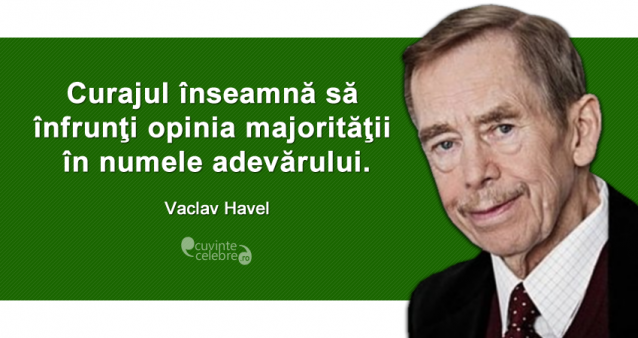 Curajul înseamnă să
înfrunţi opinia majorităţii
în numele adevărului.
Vaclav Havel
cuvinte
celebre.ro